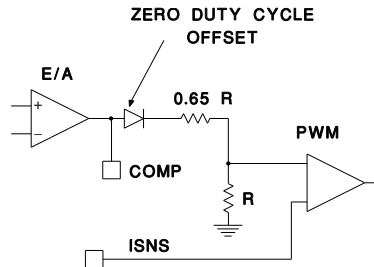 ZERO DUTY CYCLE
OFFSET
E/A
0.65 R
PWM
+
−
COMP
R
ISNS